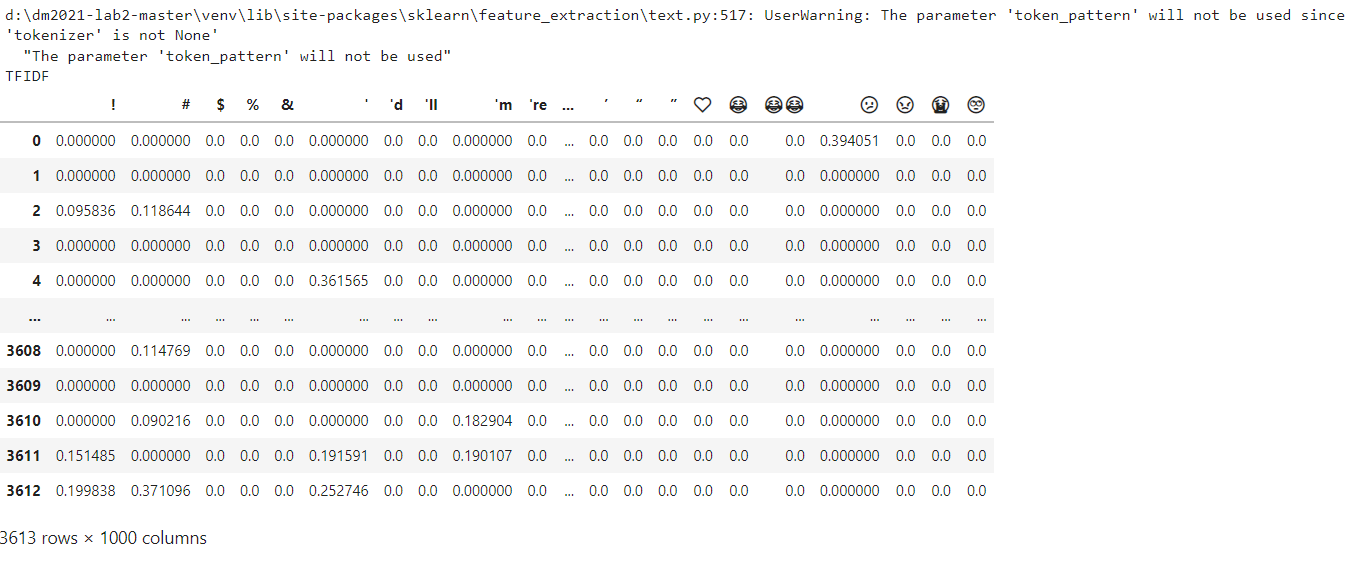 d:\dm2021-lab2-master\venv\lib\site-packages\sklearn\feature_extraction\text.py:517: UserWarning: The parameter 'token_pattern' will not be used since
'tokenizer' is not None'
"The parameter 'token_pattern' will not be used"
TFIDF
! # $ % & ' 'd 'll 'm 're ... ’ “ ” ♡ 😂 😂😂 😕 😠 😭 🥺
0 0.000000 0.000000 0.0 0.0 0.0 0.000000 0.0 0.0 0.000000 0.0 ... 0.0 0.0 0.0 0.0 0.0 0.0 0.394051 0.0 0.0 0.0
1 0.000000 0.000000 0.0 0.0 0.0 0.000000 0.0 0.0 0.000000 0.0 ... 0.0 0.0 0.0 0.0 0.0 0.0 0.000000 0.0 0.0 0.0
2 0.095836 0.118644 0.0 0.0 0.0 0.000000 0.0 0.0 0.000000 0.0 ... 0.0 0.0 0.0 0.0 0.0 0.0 0.000000 0.0 0.0 0.0
3 0.000000 0.000000 0.0 0.0 0.0 0.000000 0.0 0.0 0.000000 0.0 ... 0.0 0.0 0.0 0.0 0.0 0.0 0.000000 0.0 0.0 0.0
4 0.000000 0.000000 0.0 0.0 0.0 0.361565 0.0 0.0 0.000000 0.0 ... 0.0 0.0 0.0 0.0 0.0 0.0 0.000000 0.0 0.0 0.0
... ... ... ... ... ... ... ... ... ... ... ... ... ... ... ... ... ... ... ... ... ...
3608 0.000000 0.114769 0.0 0.0 0.0 0.000000 0.0 0.0 0.000000 0.0 ... 0.0 0.0 0.0 0.0 0.0 0.0 0.000000 0.0 0.0 0.0
3609 0.000000 0.000000 0.0 0.0 0.0 0.000000 0.0 0.0 0.000000 0.0 ... 0.0 0.0 0.0 0.0 0.0 0.0 0.000000 0.0 0.0 0.0
3610 0.000000 0.090216 0.0 0.0 0.0 0.000000 0.0 0.0 0.182904 0.0 ... 0.0 0.0 0.0 0.0 0.0 0.0 0.000000 0.0 0.0 0.0
3611 0.151485 0.000000 0.0 0.0 0.0 0.191591 0.0 0.0 0.190107 0.0 ... 0.0 0.0 0.0 0.0 0.0 0.0 0.000000 0.0 0.0 0.0
3612 0.199838 0.371096 0.0 0.0 0.0 0.252746 0.0 0.0 0.000000 0.0 ... 0.0 0.0 0.0 0.0 0.0 0.0 0.000000 0.0 0.0 0.0
3613 rows × 1000 columns